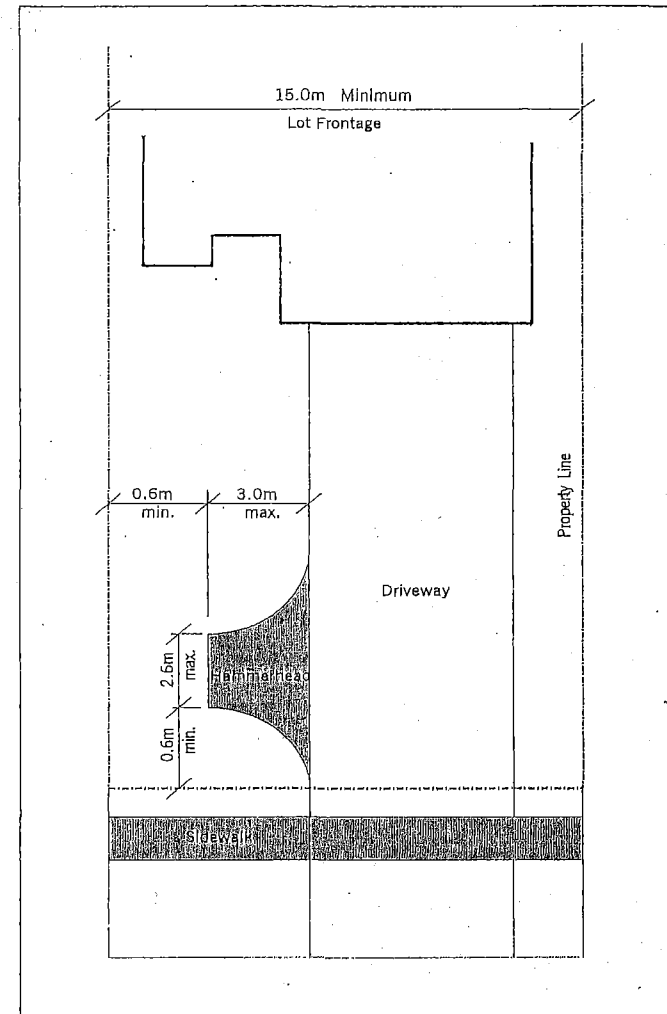 15.0m Minimum
Lot Frontage
Property Line
0.6m
min.
3.0m
max.
Driveway
2.6m
max.
Hammerhead
0.6m
min.
Sidewalk